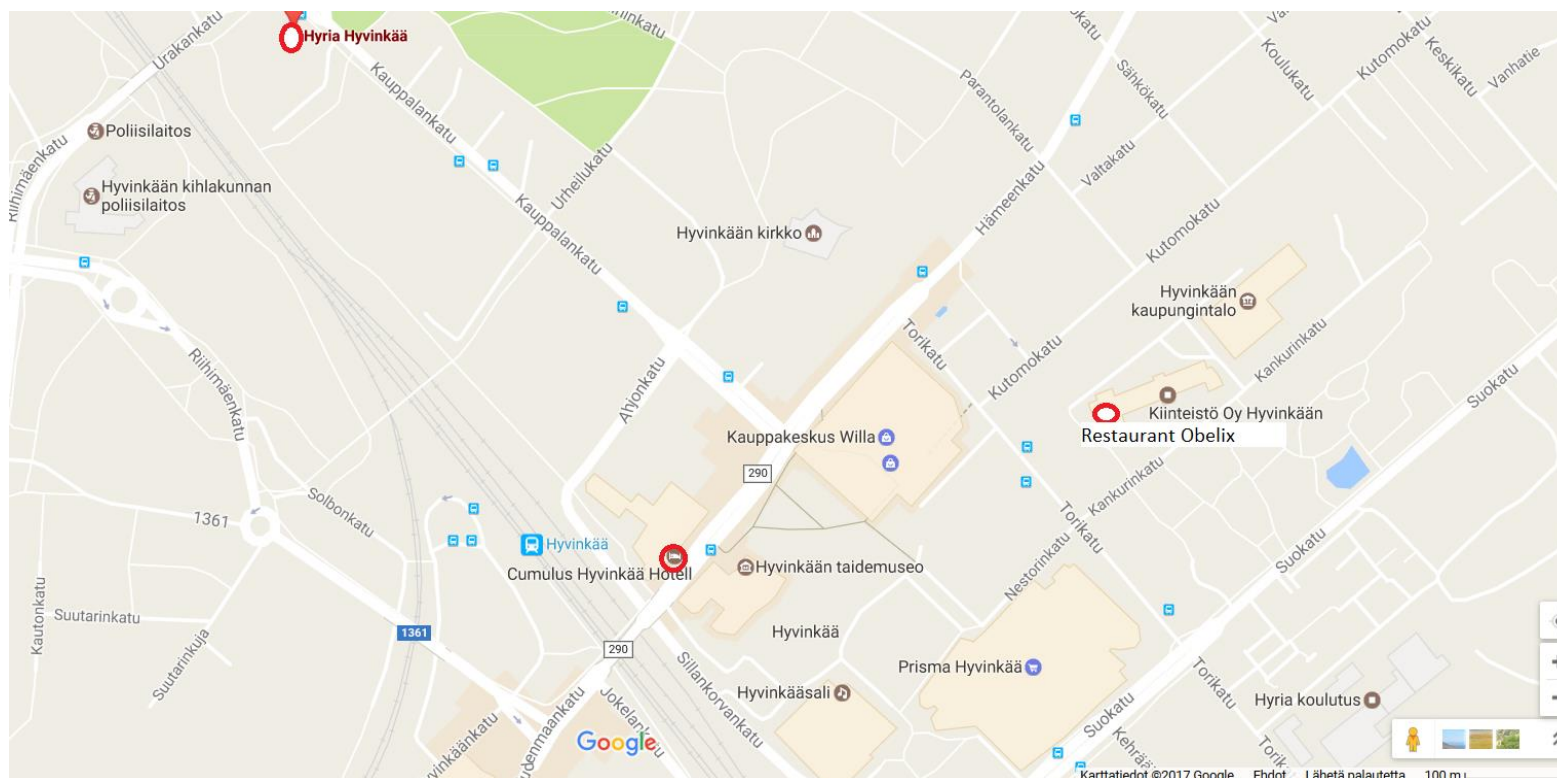 Hyria Hyvinkää
Urakankatu
Kauppalankatu
Poliisilaitos
Riihimäenkatu
Hyvinkään kihlakunnan
poliisilaitos
Urheilukatu
Kauppalankatu
Parantolankatu
Sähkökatu
Koulukatu
Kutomokatu
Keskikatu
Vanhatie
Valtakatu
Hämeenkatu
Hyvinkään kirkko
Kutomokatu
Hyvinkään
kaupungintalo
Torikatu
Kutomokatu
Kankurinkatu
Suokatu
Riihimäenkatu
Ahjonkatu
Kiinteistö Oy Hyvinkään
Restaurant Obelix
Kauppakeskus Willa
290
Kankurinkatu
Solbonkatu
1361
Torikatu
Hyvinkää
Cumulus Hyvinkää Hotell
Hyvinkään taidemuseo
Nestorinkatu
Suokatu
Kautonkatu
Suutarinkatu
1361
Suutarinkuja
290
Hyvinkää
Sillankorvankatu
Prisma Hyvinkää
Hyvinkääsali
Torikatu
Hyria koulutus
Suokatu
Google
Karttatiedot ©2017 Google Ehdot Lähetä palautetta 100 m